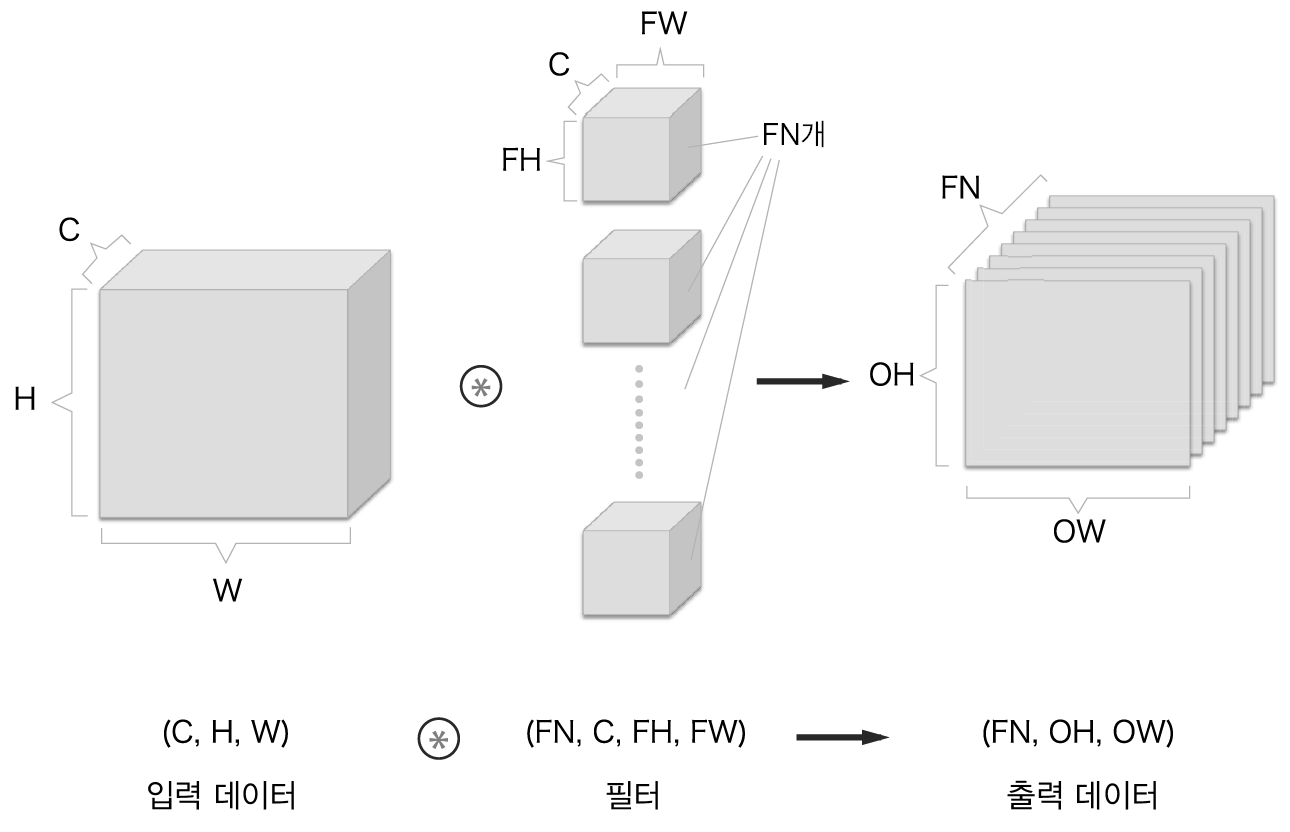 FW
C
FN개
FH
FN
C
OH
H
OW
W
(C, H, W) (FN, C, FH, FW) (FN, OH, OW)
입력 데이터 필터 출력 데이터